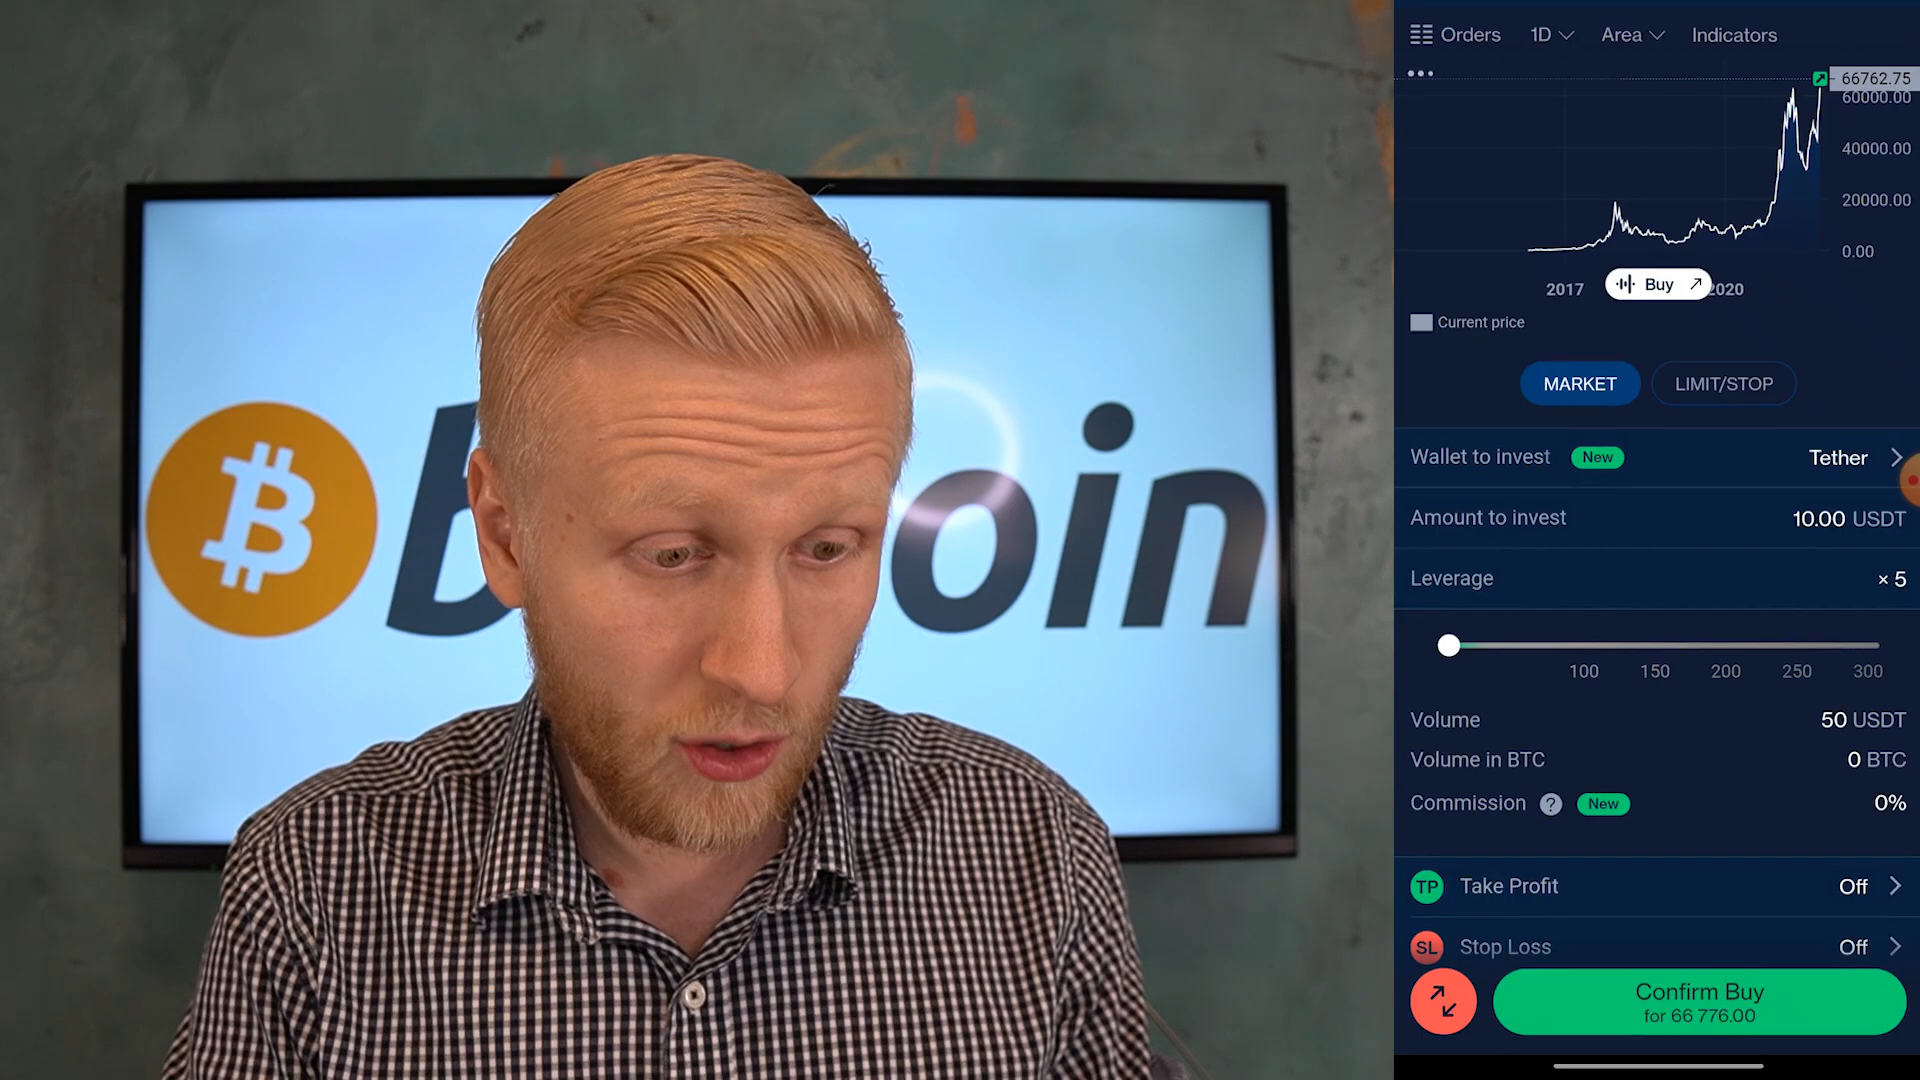 b oin
Orders 1D Area Indicators
66762.75
60000.00
40000.00
20000.00
0.00
2017 Buy 2020
Current price
MARKET LIMIT/STOP
Wallet to invest New Tether
Amount to invest 10.00 USDT
Leverage × 5
100 150 200 250 300
Volume 50 USDT
Volume in BTC 0 BTC
Commission ? New 0%
TP Take Profit Off
SL Stop Loss Off
Confirm Buy
for 66 776.00